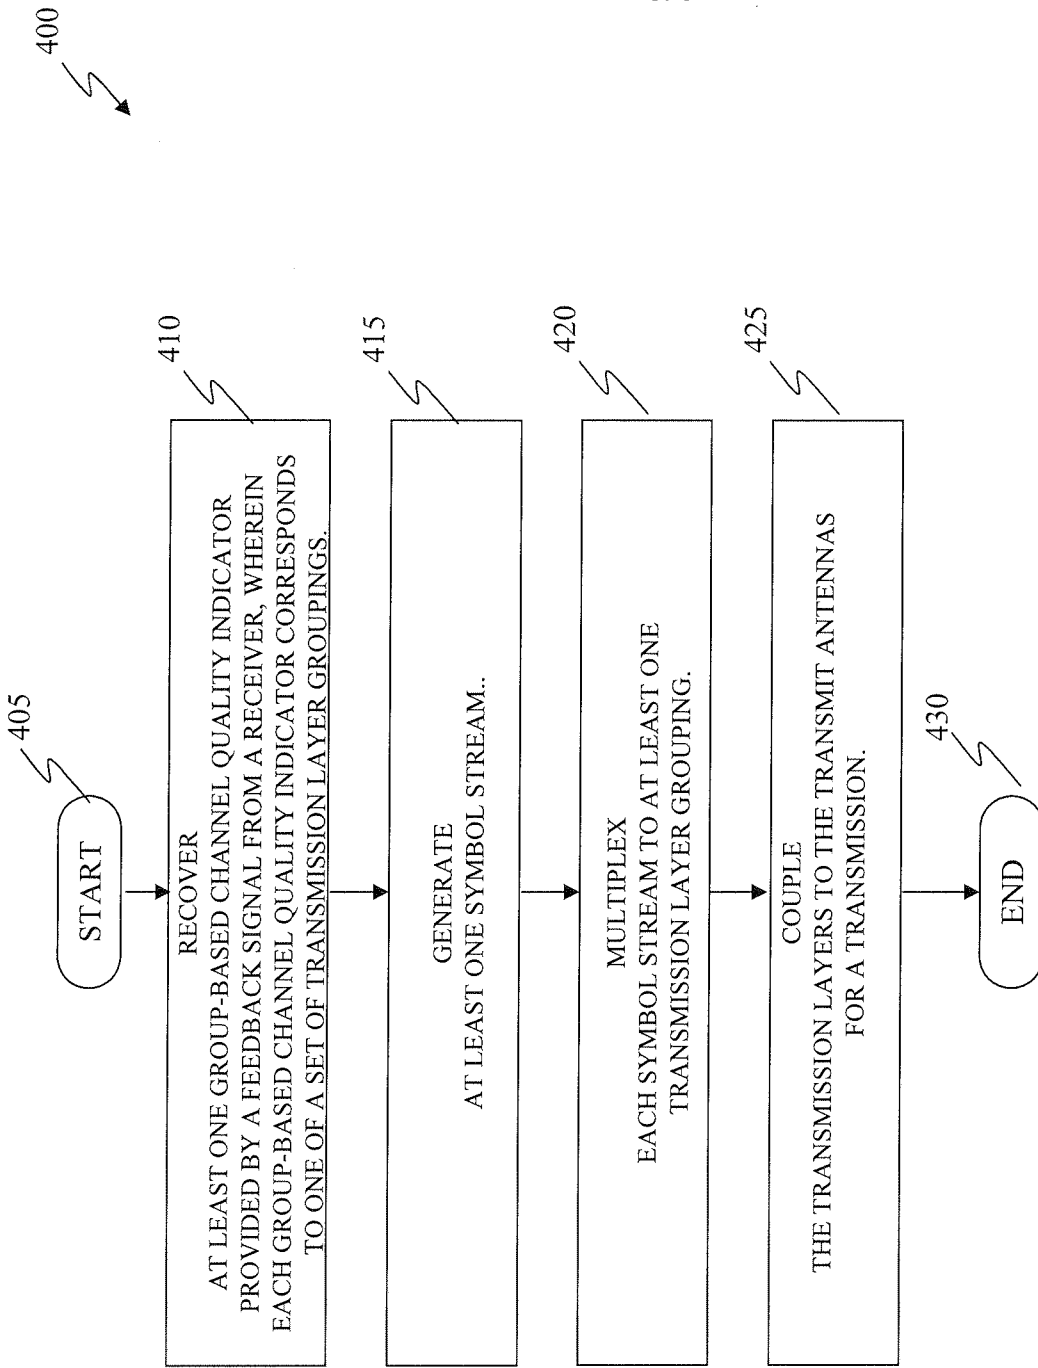 400
405
START
410
RECOVER
AT LEAST ONE GROUP-BASED CHANNEL QUALITY INDICATOR
PROVIDED BY A FEEDBACK SIGNAL FROM A RECEIVER, WHEREIN
EACH GROUP-BASED CHANNEL QUALITY INDICATOR CORRESPONDS
TO ONE OF A SET OF TRANSMISSION LAYER GROUPINGS.
415
GENERATE
AT LEAST ONE SYMBOL STREAM..
420
MULTIPLEX
EACH SYMBOL STREAM TO AT LEAST ONE
TRANSMISSION LAYER GROUPING.
425
COUPLE
THE TRANSMISSION LAYERS TO THE TRANSMIT ANTENNAS
FOR A TRANSMISSION.
430
END